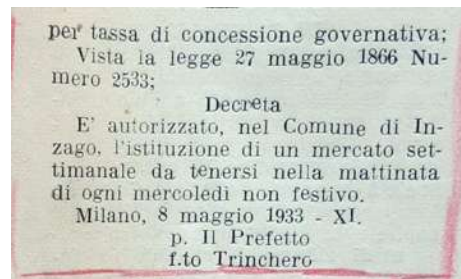 per tassa di concessione governativa;
Vista la legge 27 maggio 1866 Nu-
mero 2533;
Decreta
E' autorizzato, nel Comune di In-
zago, l'istituzione di un mercato set-
timanale da tenersi nella mattinata
di ogni mercoledì non festivo.
Milano, 8 maggio 1933 - XI.
p. Il Prefetto
f.to Trinchero